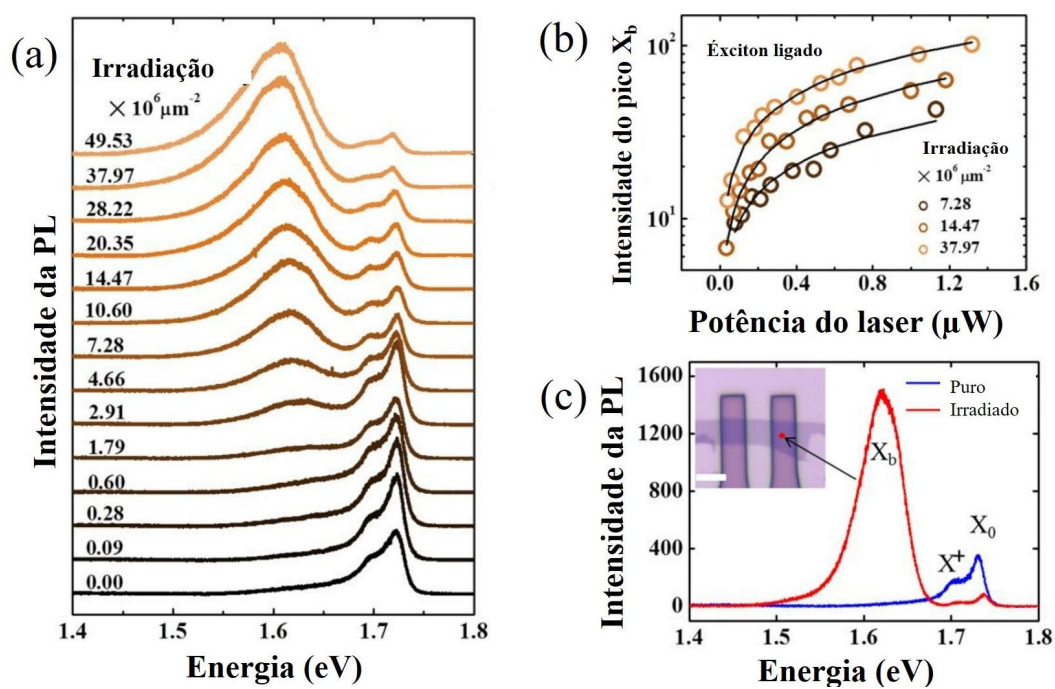 (a)
Irradiação
× 10⁶ μm⁻²
49.53
37.97
28.22
20.35
14.47
10.60
7.28
4.66
2.91
1.79
0.60
0.28
0.09
0.00
Intensidade da PL
1.4 1.5 1.6 1.7 1.8
Energia (eV)
(b)
Éxciton ligado
10²
10¹
Intensidade do pico X_b
Irradiação
× 10⁶ μm⁻²
7.28
14.47
37.97
0.0 0.4 0.8 1.2 1.6
Potência do laser (μW)
(c)
1600
1200
800
400
0
Intensidade da PL
Puro
Irradiado
X_b
X₀
X⁺
1.4 1.5 1.6 1.7 1.8
Energia (eV)